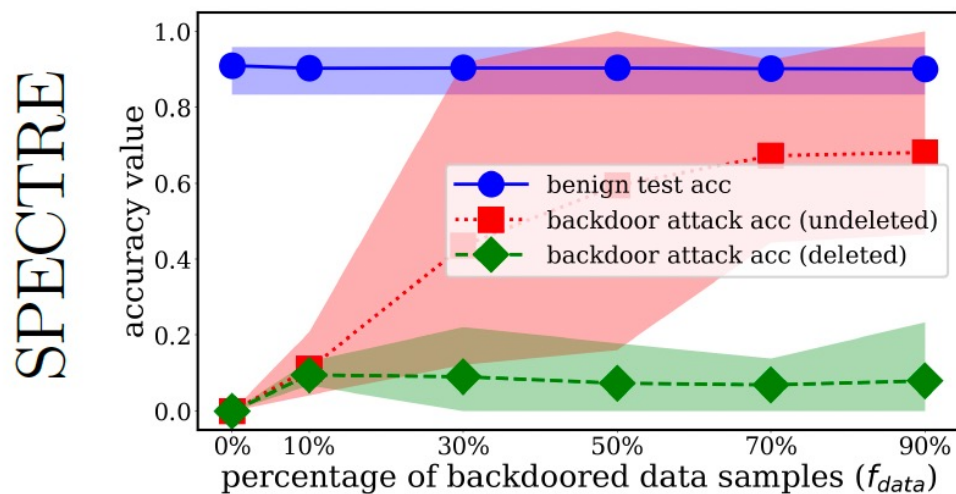 SPECTRE
accuracy value
1.0
0.8
0.6
0.4
0.2
0.0
benign test acc
backdoor attack acc (undeleted)
backdoor attack acc (deleted)
0% 10% 30% 50% 70% 90%
percentage of backdoored data samples (f_data)